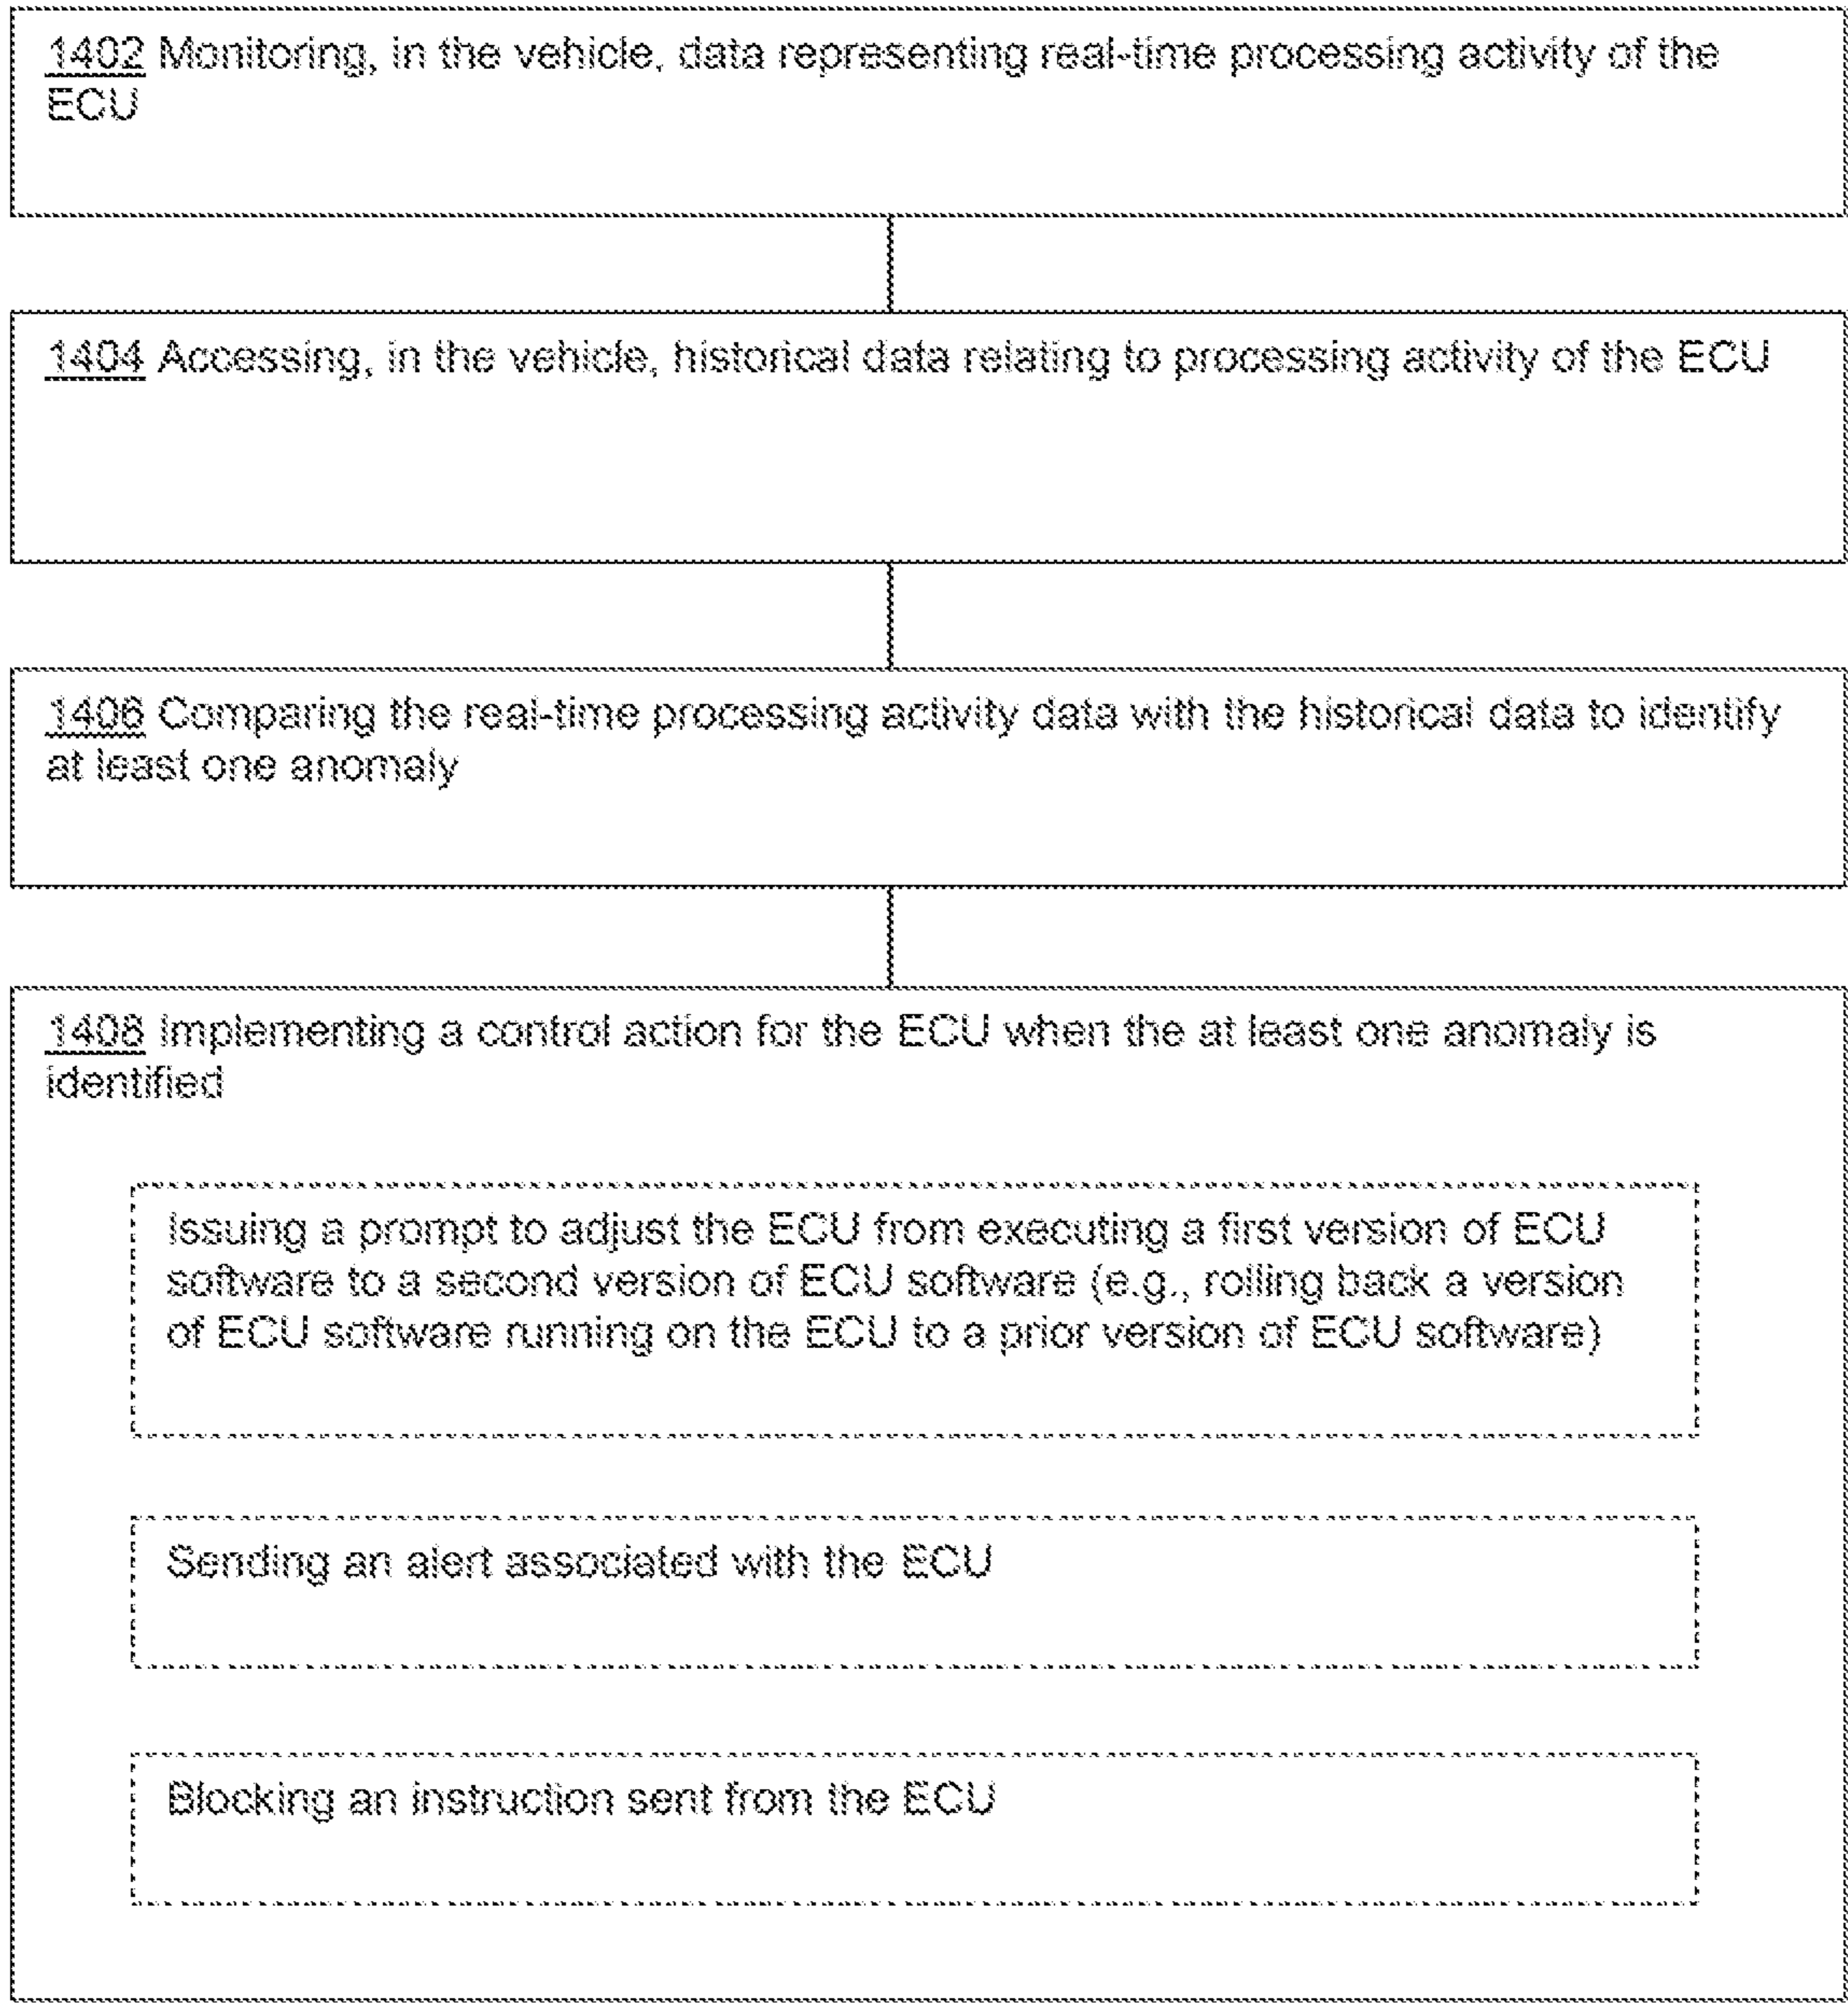 1402 Monitoring, in the vehicle, data representing real-time processing activity of the
ECU
1404 Accessing, in the vehicle, historical data relating to processing activity of the ECU
1406 Comparing the real-time processing activity data with the historical data to identify
at least one anomaly
1408 Implementing a control action for the ECU when the at least one anomaly is
identified
Issuing a prompt to adjust the ECU from executing a first version of ECU
software to a second version of ECU software (e.g., rolling back a version
of ECU software running on the ECU to a prior version of ECU software)
Sending an alert associated with the ECU
Blocking an instruction sent from the ECU